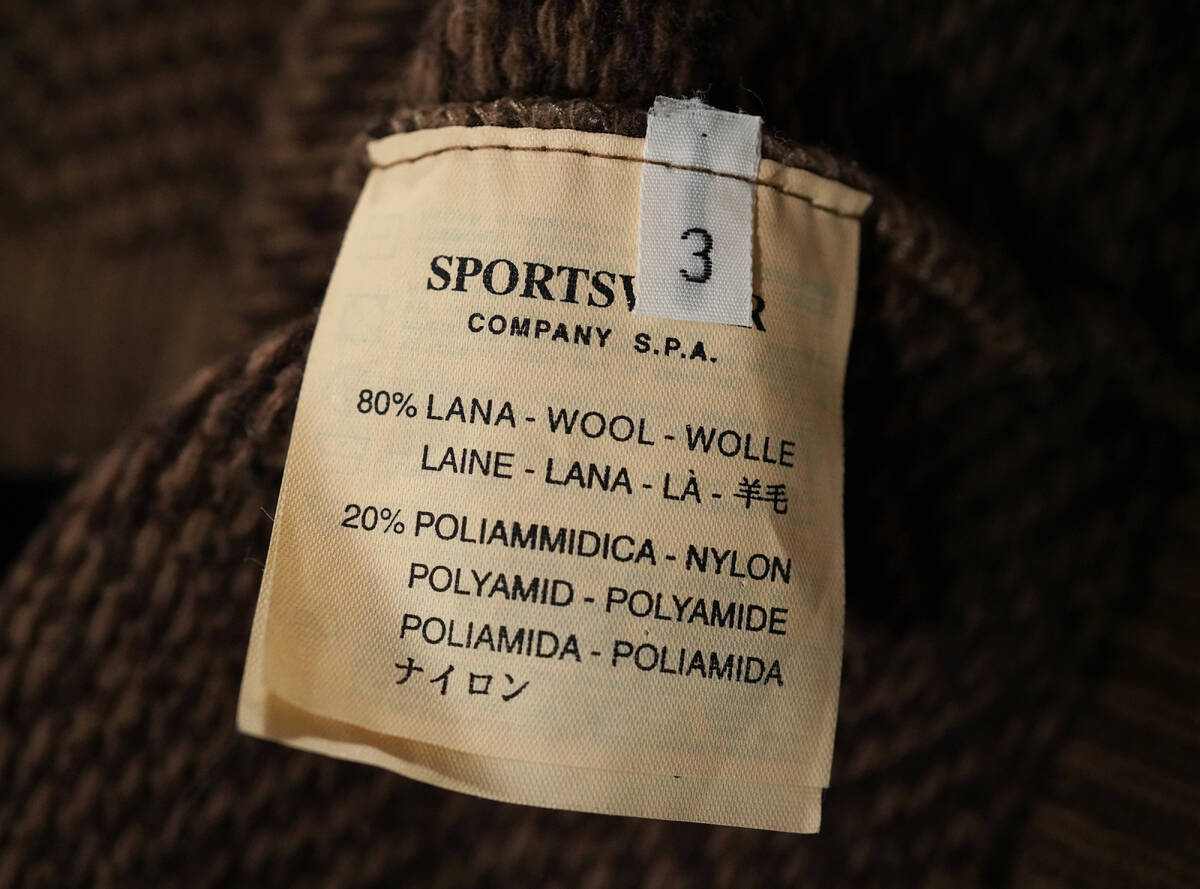 3
COMPANY S.P.A.
80% LANA - WOOL - WOLLE
LAINE - LANA - LÀ - 羊毛
20% POLIAMMIDICA - NYLON
POLYAMID - POLYAMIDE
POLIAMIDA - POLIAMIDA
ナイロン